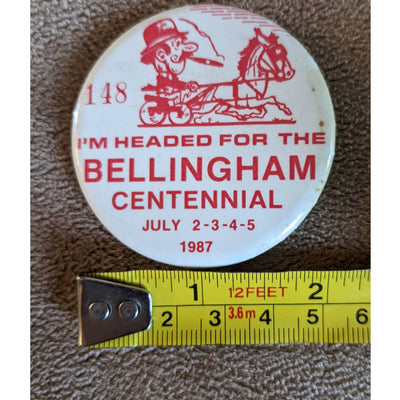 148
I'M HEADED FOR THE
BELLINGHAM
CENTENNIAL
JULY 2-3-4-5
1987
1 12FEET 2
2 3 3.6m 4 5 6